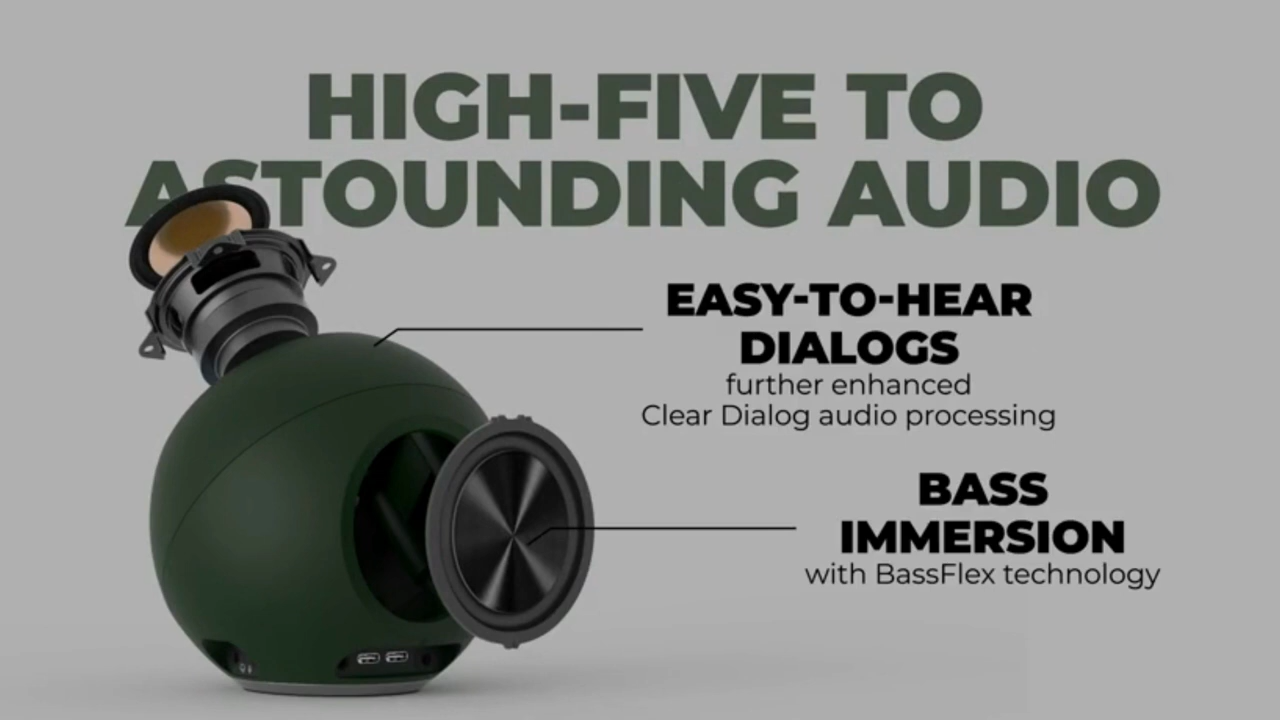 HIGH-FIVE TO
ASTOUNDING AUDIO
EASY-TO-HEAR
DIALOGS
further enhanced
Clear Dialog audio processing
BASS
IMMERSION
with BassFlex technology